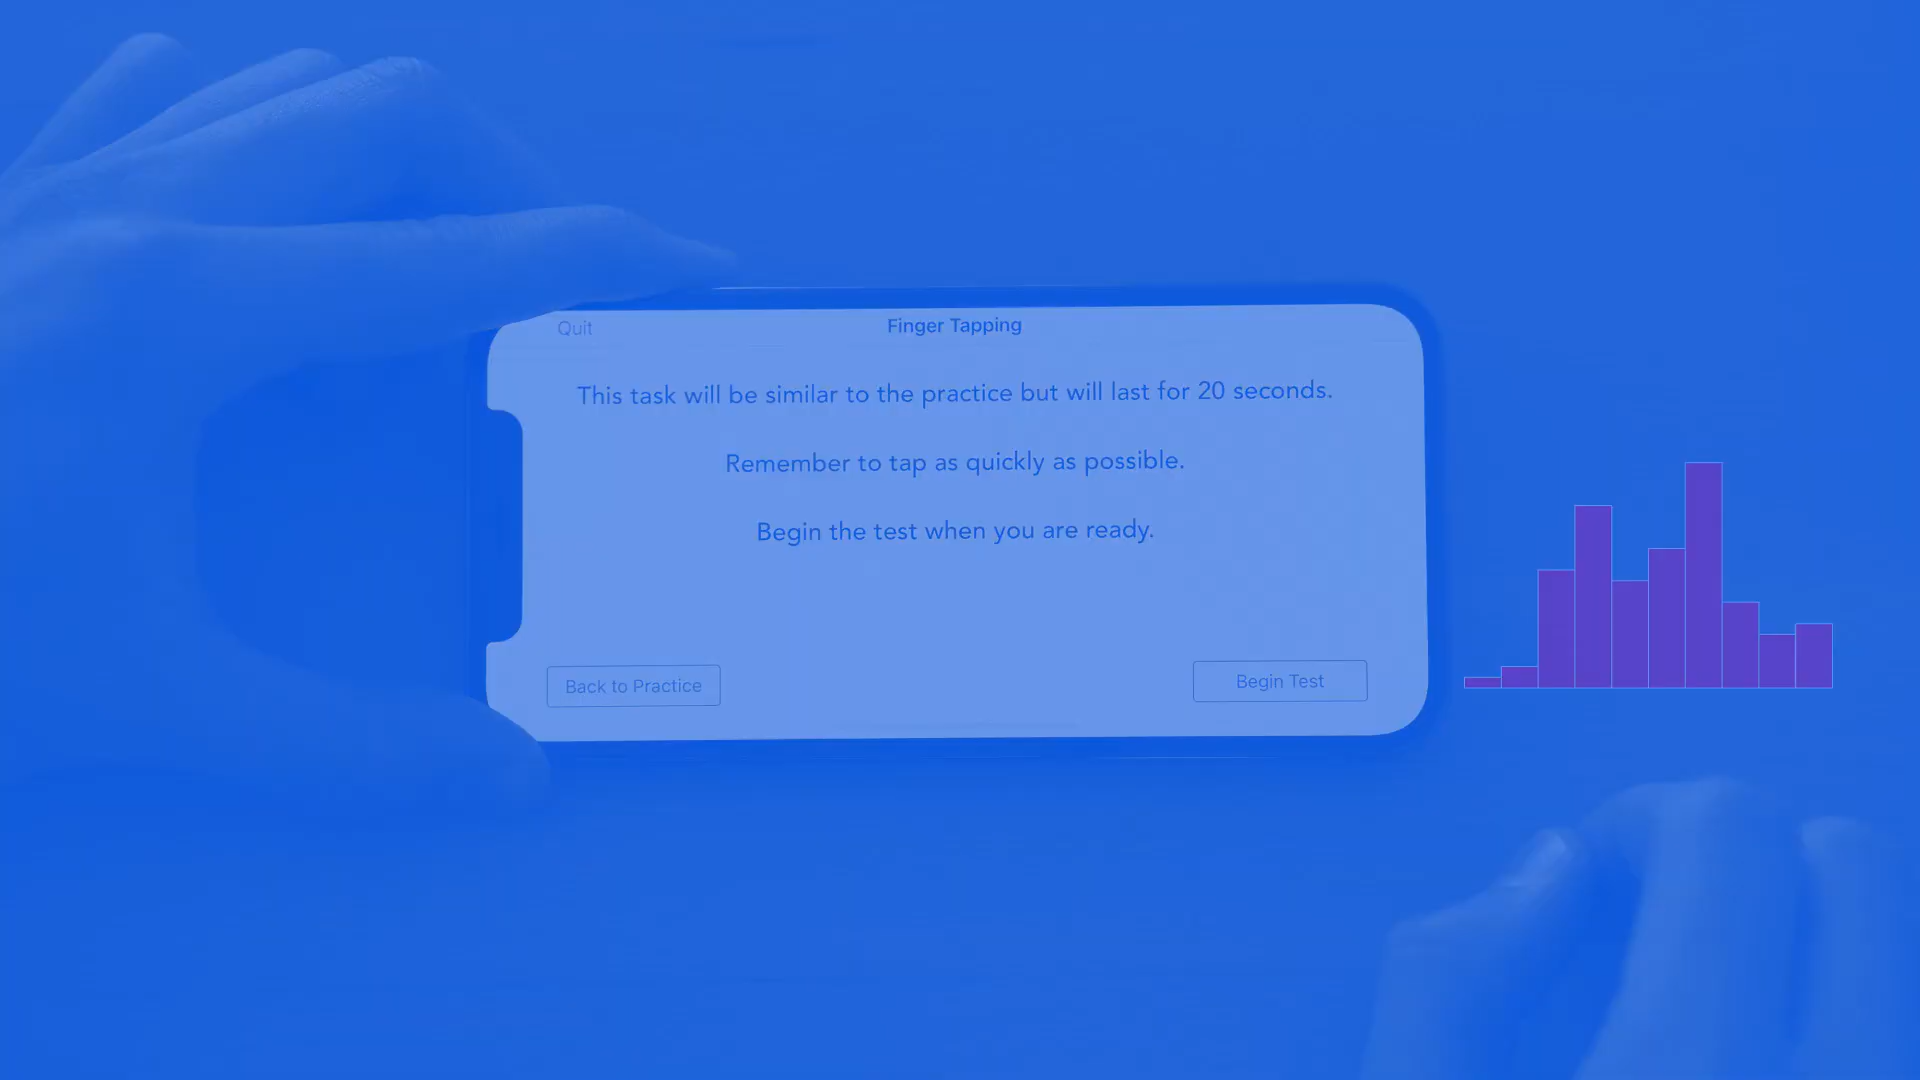 Quit
Finger Tapping
This task will be similar to the practice but will last for 20 seconds.
Remember to tap as quickly as possible.
Begin the test when you are ready.
Back to Practice
Begin Test